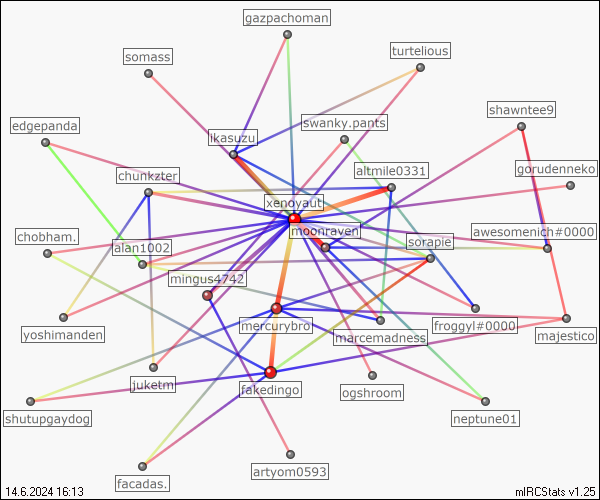 gazpachoman
turtelious
somass
shawntee9
edgepanda
ikasuzu
swanky.pants
chunkzter
altmile0331
gorudenneko
xenoyaut
moonraven
awesomenich#0000
chobham.
alan1002
sorapie
mingus4742
yoshimanden
mercurybro
marcemadness
froggyl#0000
majestico
juketm
fakedingo
ogshroom
shutupgaydog
neptune01
facadas.
artyom0593
14.6.2024 16:13
mIRCStats v1.25